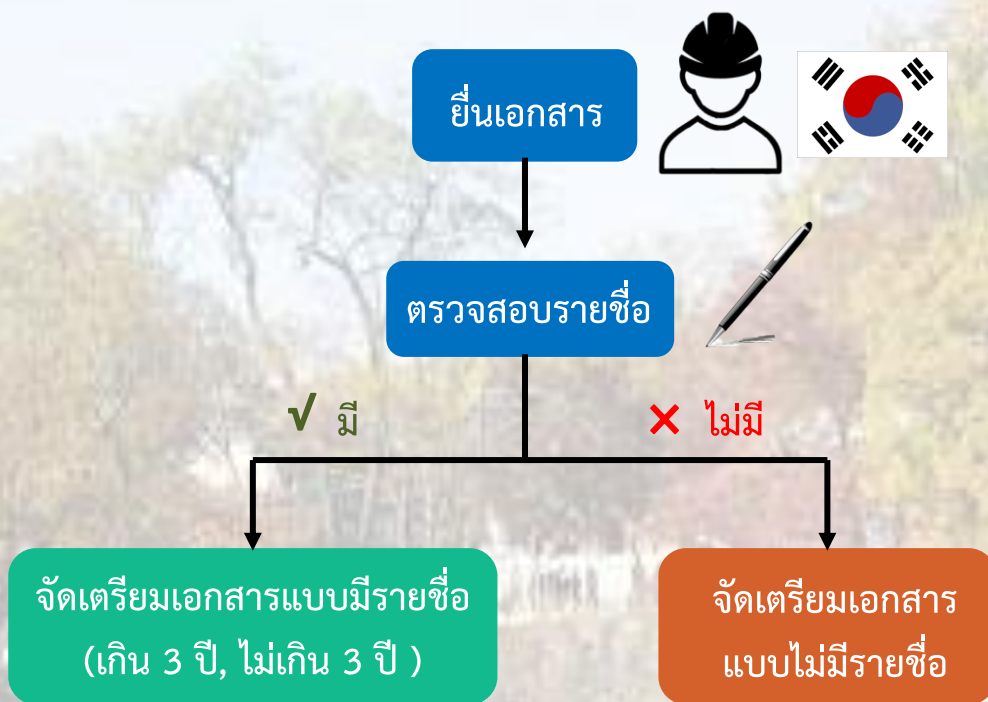 ยื่นเอกสาร
ตรวจสอบรายชื่อ
√ มี
× ไม่มี
จัดเตรียมเอกสารแบบมีรายชื่อ
(เกิน 3 ปี, ไม่เกิน 3 ปี )
จัดเตรียมเอกสาร
แบบไม่มีรายชื่อ